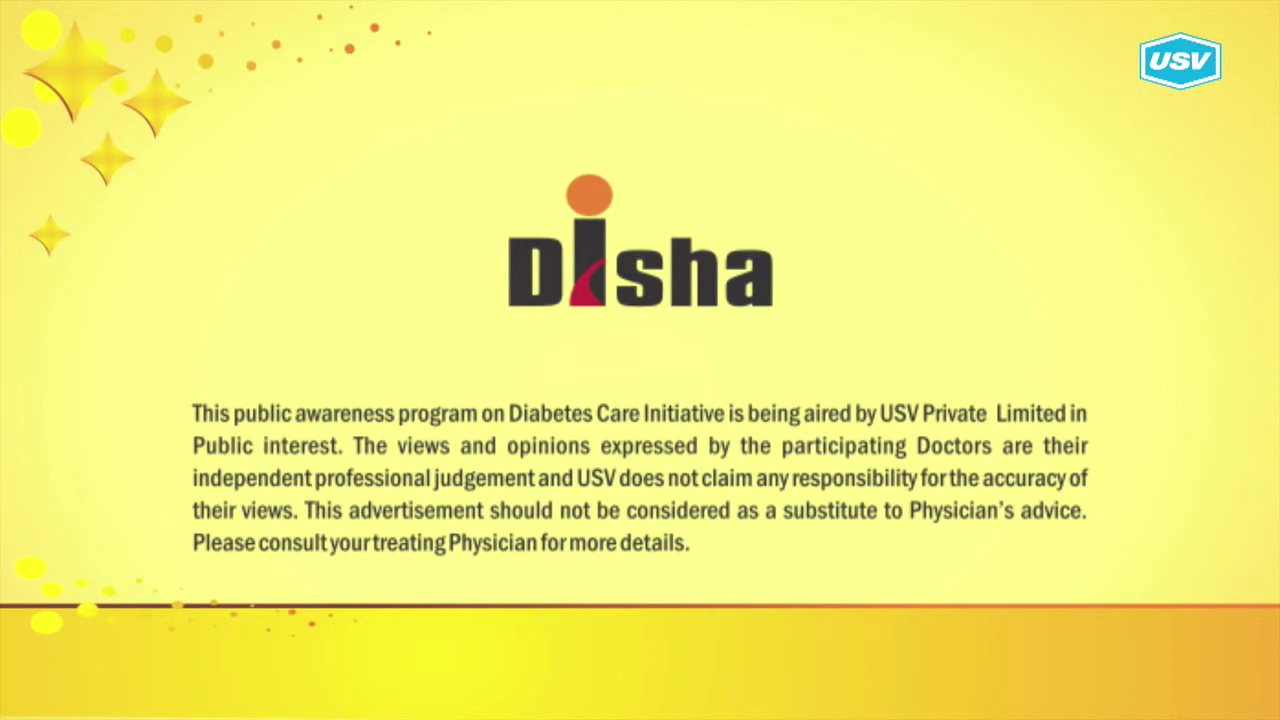 USV
Disha
This public awareness program on Diabetes Care Initiative is being aired by USV Private Limited in
Public interest. The views and opinions expressed by the participating Doctors are their
independent professional judgement and USV does not claim any responsibility for the accuracy of
their views. This advertisement should not be considered as a substitute to Physician's advice.
Please consult your treating Physician for more details.